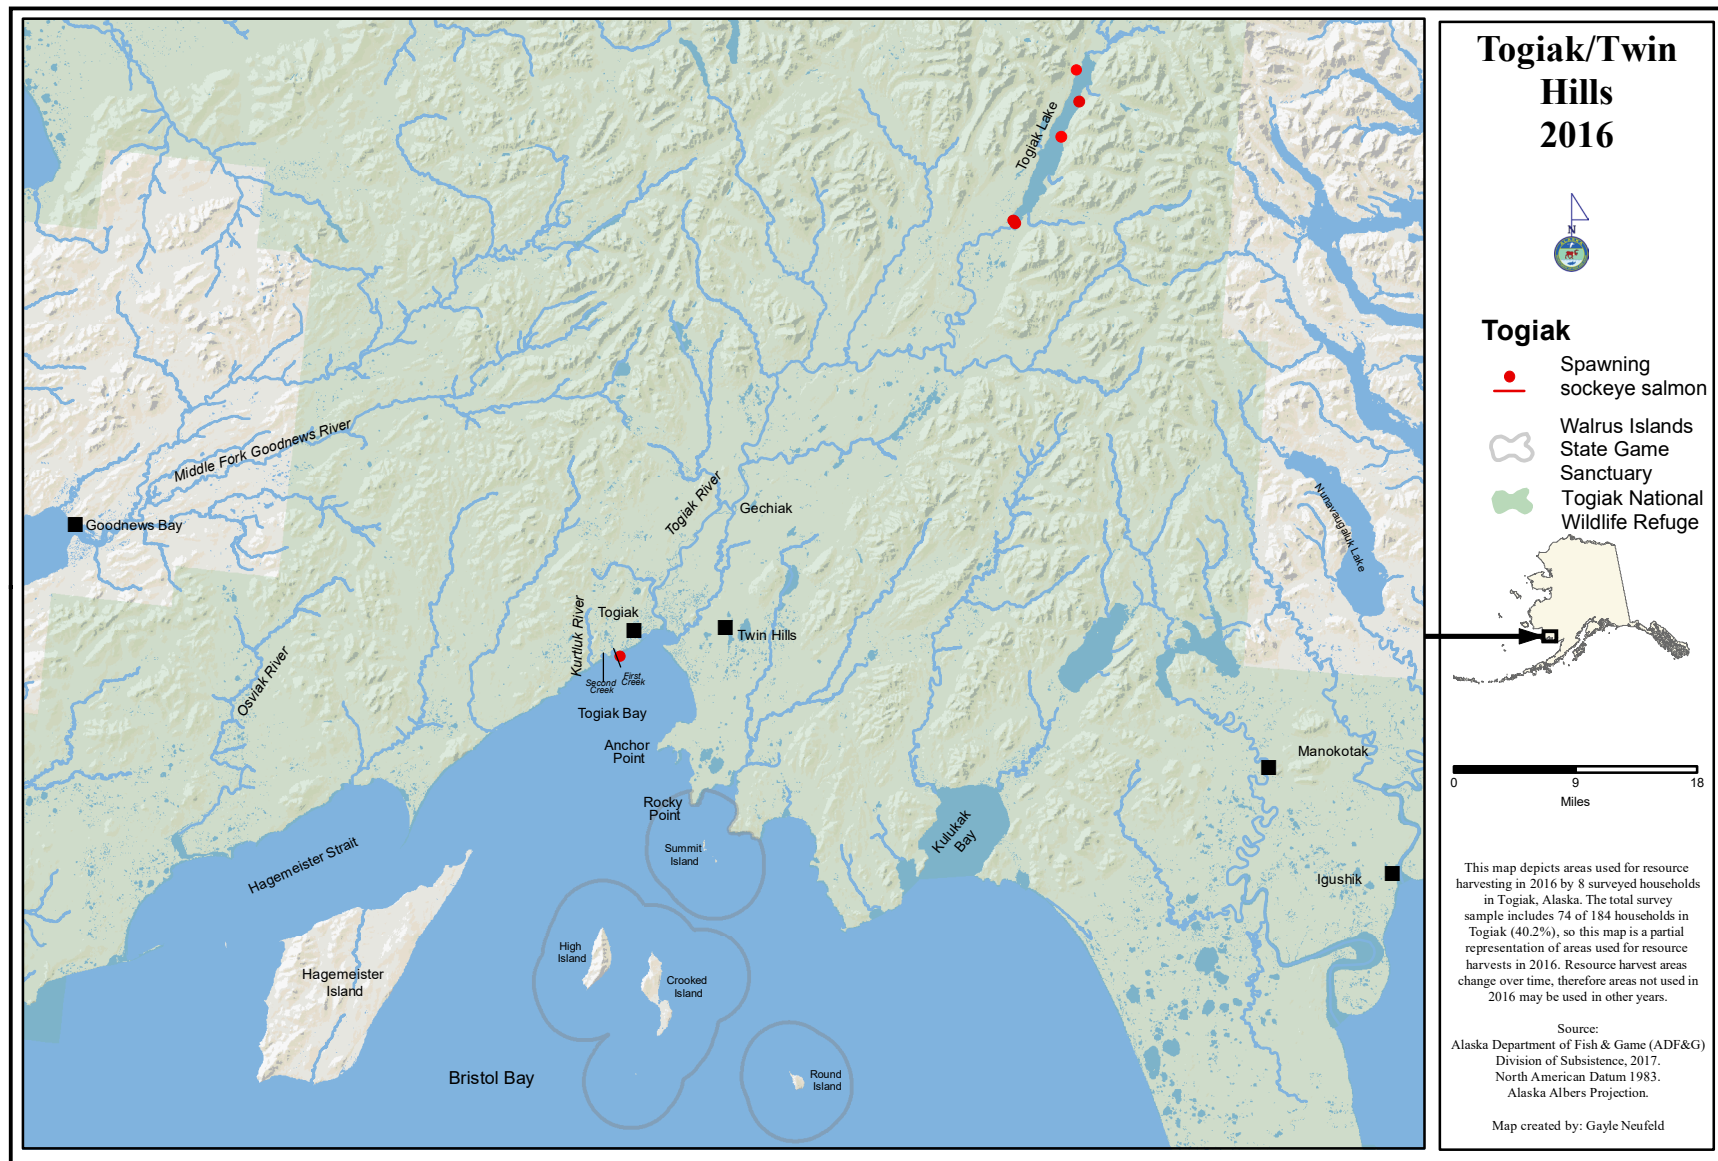 Togiak/Twin
Hills
2016
N
Togiak
Spawning
sockeye salmon
Walrus Islands
State Game
Sanctuary
Togiak National
Wildlife Refuge
0 9 18
Miles
This map depicts areas used for resource
harvesting in 2016 by 8 surveyed households
in Togiak, Alaska. The total survey
sample includes 74 of 184 households in
Togiak (40.2%), so this map is a partial
representation of areas used for resource
harvests in 2016. Resource harvest areas
change over time, therefore areas not used in
2016 may be used in other years.
Source:
Alaska Department of Fish & Game (ADF&G)
Division of Subsistence, 2017.
North American Datum 1983.
Alaska Albers Projection.
Map created by: Gayle Neufeld
Togiak Lake
Middle Fork Goodnews River
Goodnews Bay
Togiak River
Gechiak
Nunavaugaluk Lake
Togiak
Kurtluk River
Twin Hills
Second
Creek
First
Creek
Osviak River
Togiak Bay
Anchor
Point
Manokotak
Rocky
Point
Kulukak
Bay
Summit
Island
Hagemeister Strait
Igushik
High
Island
Crooked
Island
Hagemeister
Island
Round
Island
Bristol Bay